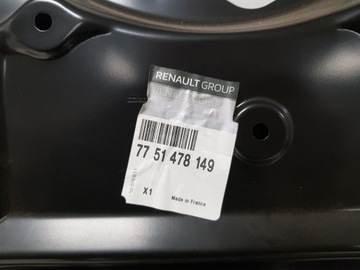 RENAULT GROUP
77 51 478 149
X1
Made in France